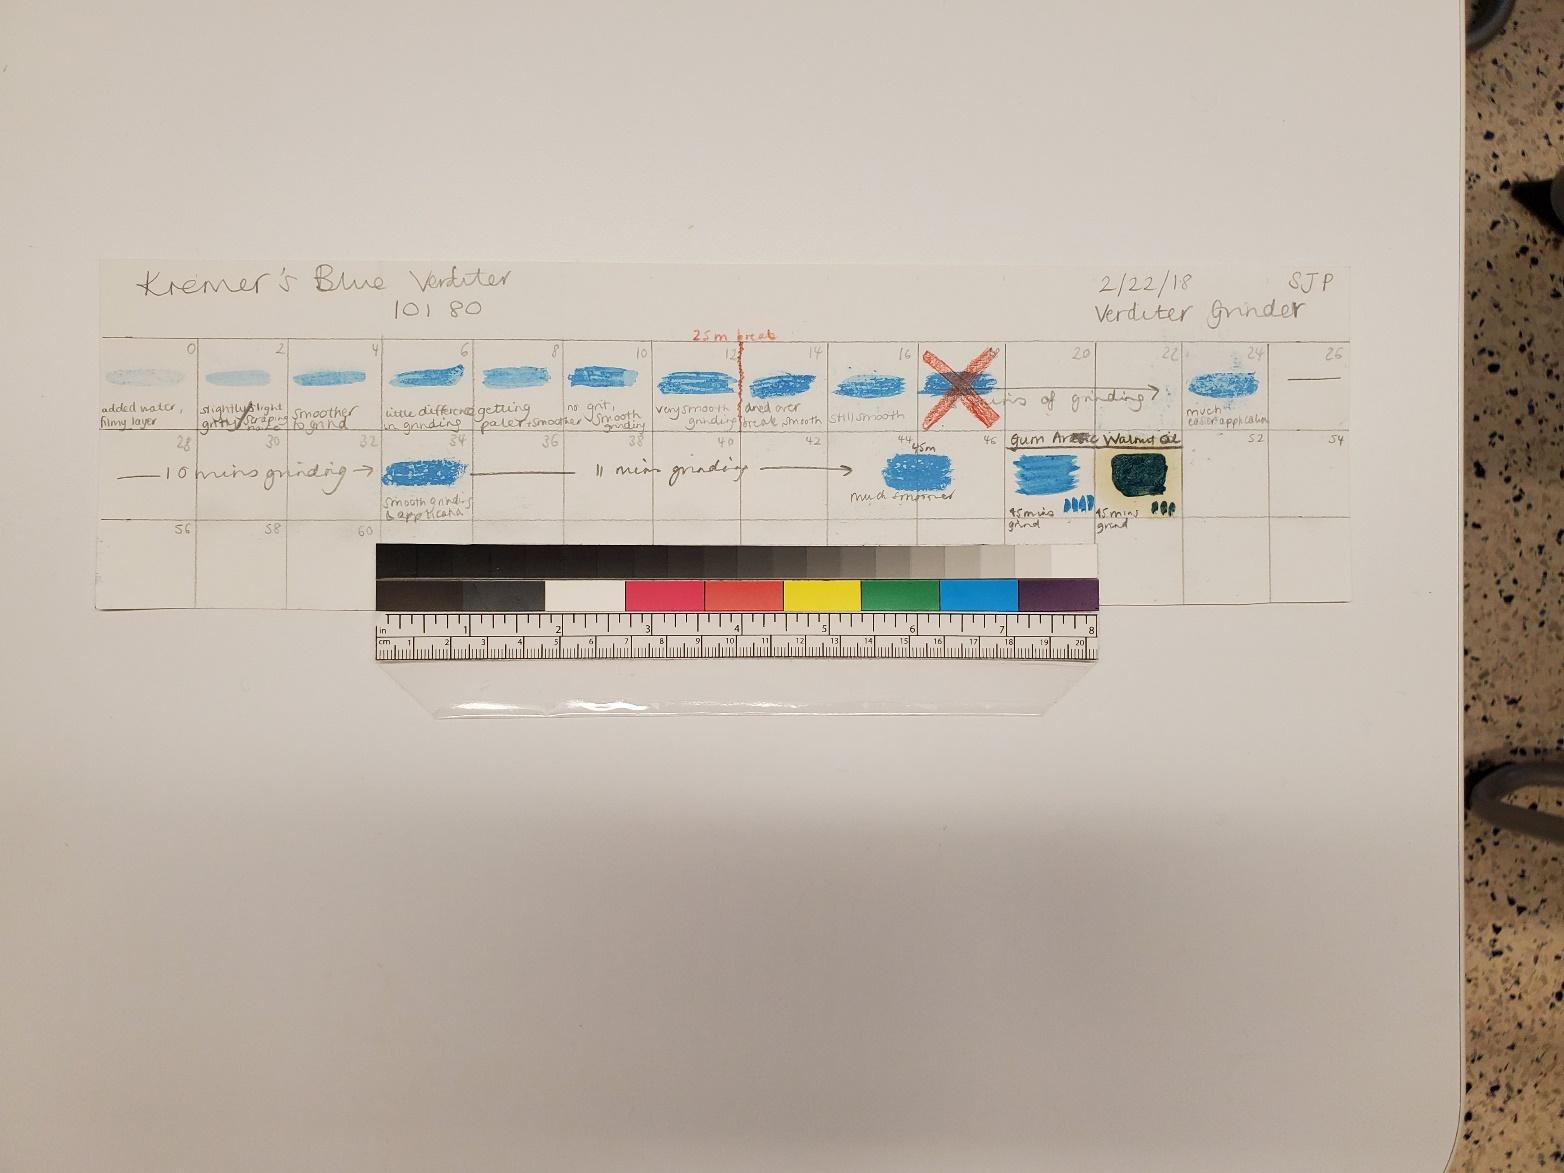 Kremer's Blue Verditer
10180
2/22/18 SJP
Verditer Grinder
25m break
0 2 4 6 8 10 12 14 16 20 22 24 26
added water,
filmy layer
slightly gritty
slight scraping noise
smoother
to grind
little difference
in grinding
getting
paler + smoother
no grit,
smooth
grinding
very smooth
grinding
dried over
break smooth
still smooth
mins of grinding
much
easier application
28 30 32 34 36 38 40 42 44 46 52 54
10 mins grinding
smooth grinding
& application
11 mins grinding
45m
much smoother
Gum Arabic
Walnut Oil
45 mins
grind
45 mins
grind
56 58 60
in 1 2 3 4 5 6 7 8
cm 1 2 3 4 5 6 7 8 9 10 11 12 13 14 15 16 17 18 19 20